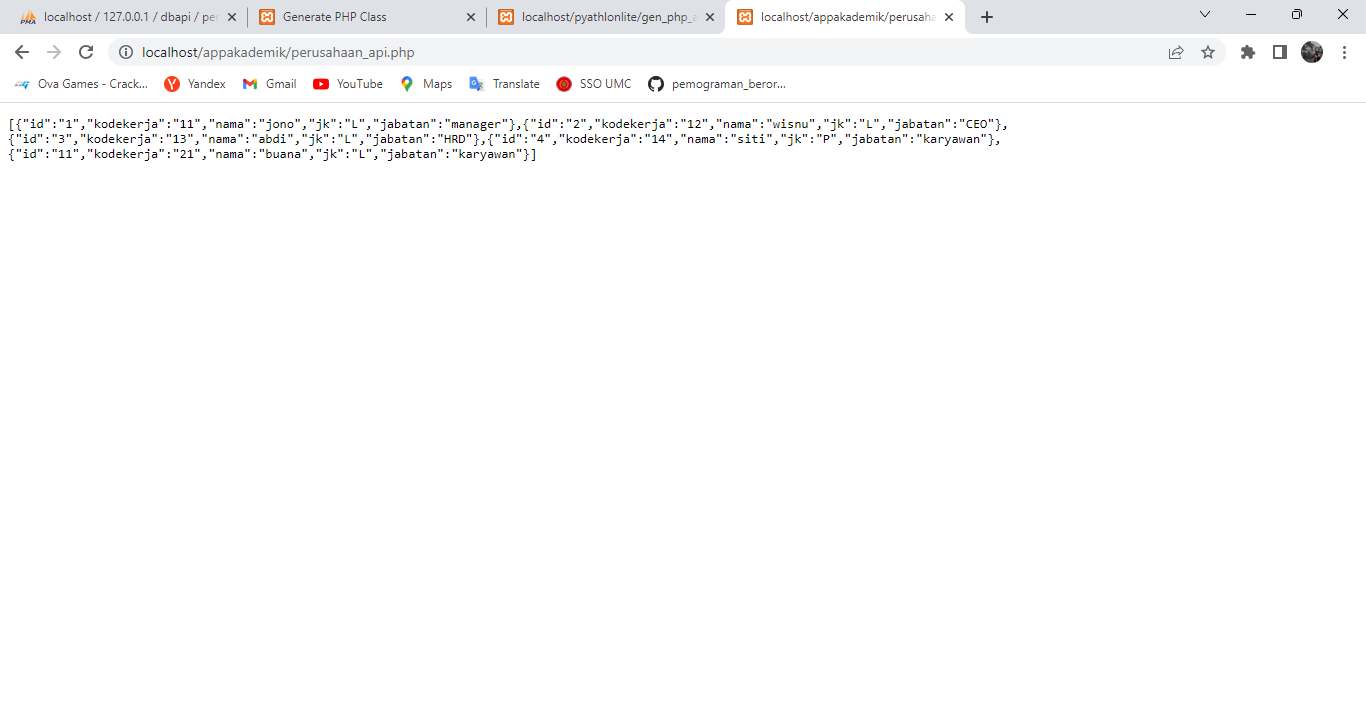 localhost / 127.0.0.1 / dbapi / per
Generate PHP Class
localhost/pyathlonlite/gen_php_a
localhost/appakademik/perusaha
localhost/appakademik/perusahaan_api.php
Ova Games - Crack...
Yandex
Gmail
YouTube
Maps
Translate
SSO UMC
pemograman_beror...
[{"id":"1","kodekerja":"11","nama":"jono","jk":"L","jabatan":"manager"},{"id":"2","kodekerja":"12","nama":"wisnu","jk":"L","jabatan":"CEO"},
{"id":"3","kodekerja":"13","nama":"abdi","jk":"L","jabatan":"HRD"},{"id":"4","kodekerja":"14","nama":"siti","jk":"P","jabatan":"karyawan"},
{"id":"11","kodekerja":"21","nama":"buana","jk":"L","jabatan":"karyawan"}]